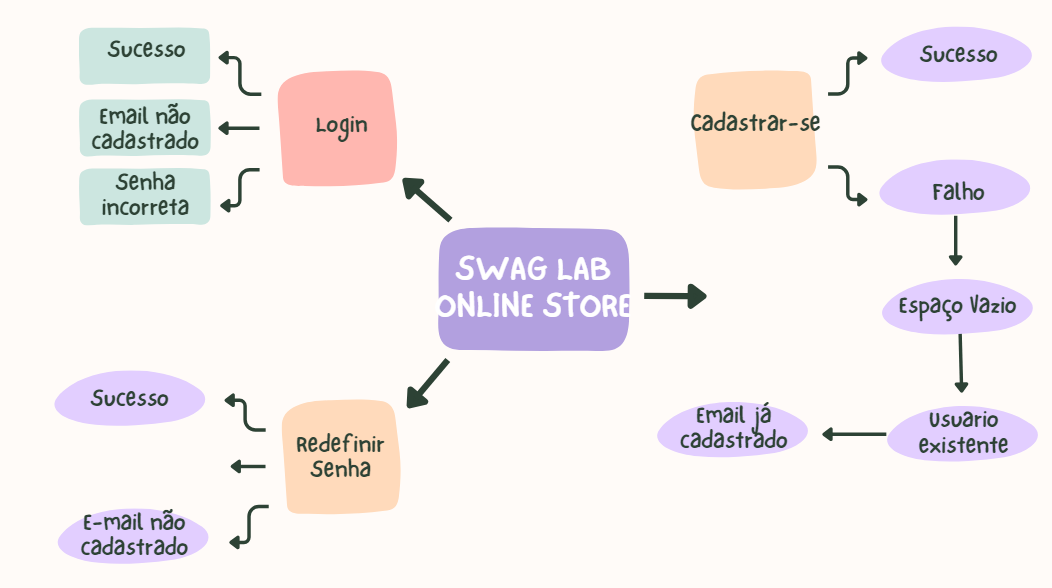 Sucesso
Email não
cadastrado
Senha
incorreta
Login
Cadastrar-se
Sucesso
Falho
Espaço Vazio
Usuario
existente
Email já
cadastrado
SWAG LAB
ONLINE STORE
Redefinir
Senha
Sucesso
E-mail não
cadastrado